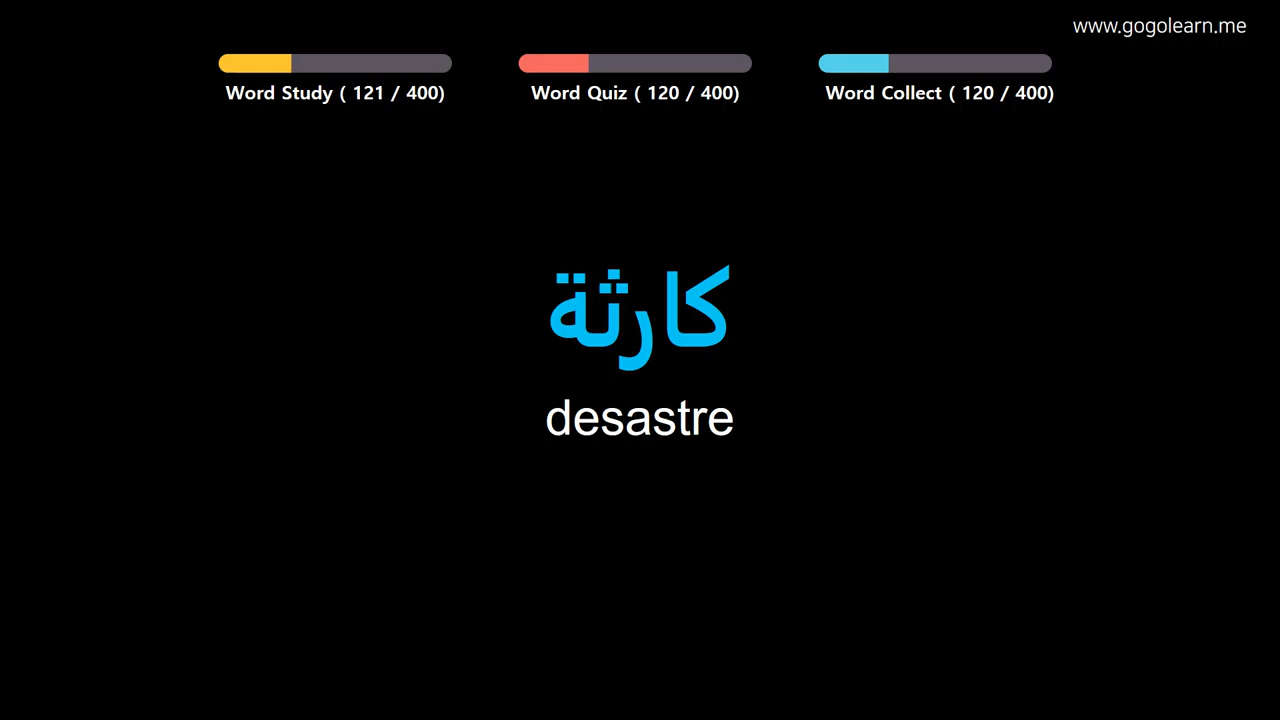 www.gogolearn.me
Word Study ( 121 / 400)
Word Quiz ( 120 / 400)
Word Collect ( 120 / 400)
كارثة
desastre